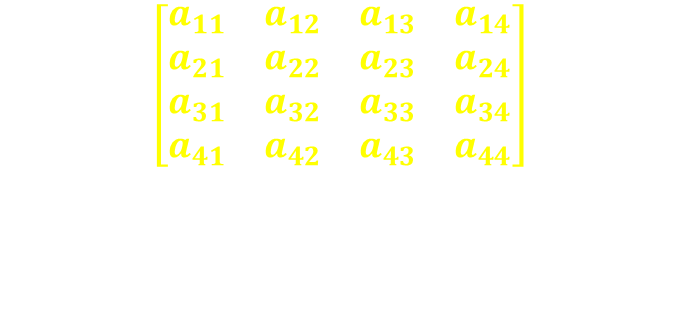 a₁₁ a₁₂ a₁₃ a₁₄
a₂₁ a₂₂ a₂₃ a₂₄
a₃₁ a₃₂ a₃₃ a₃₄
a₄₁ a₄₂ a₄₃ a₄₄